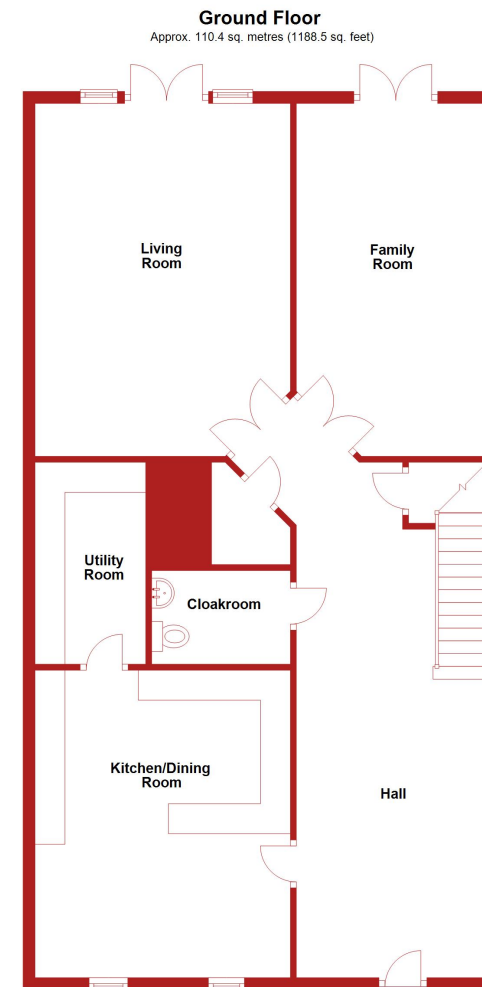 Ground Floor
Approx. 110.4 sq. metres (1188.5 sq. feet)
Living
Room
Family
Room
Utility
Room
Cloakroom
Kitchen/Dining
Room
Hall